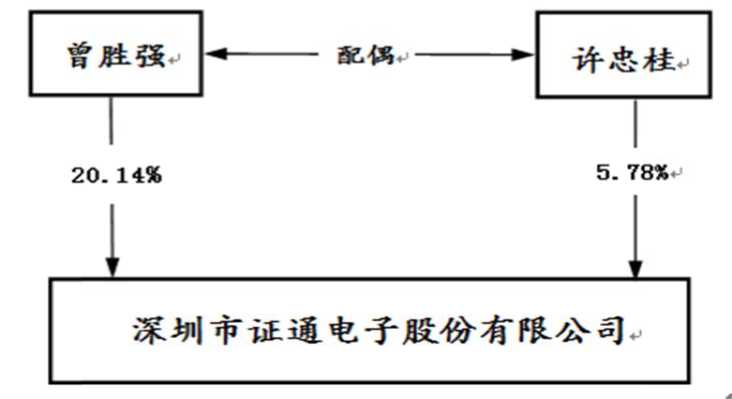 曾胜强
配偶
许忠桂
20.14%
5.78%
深圳市证通电子股份有限公司